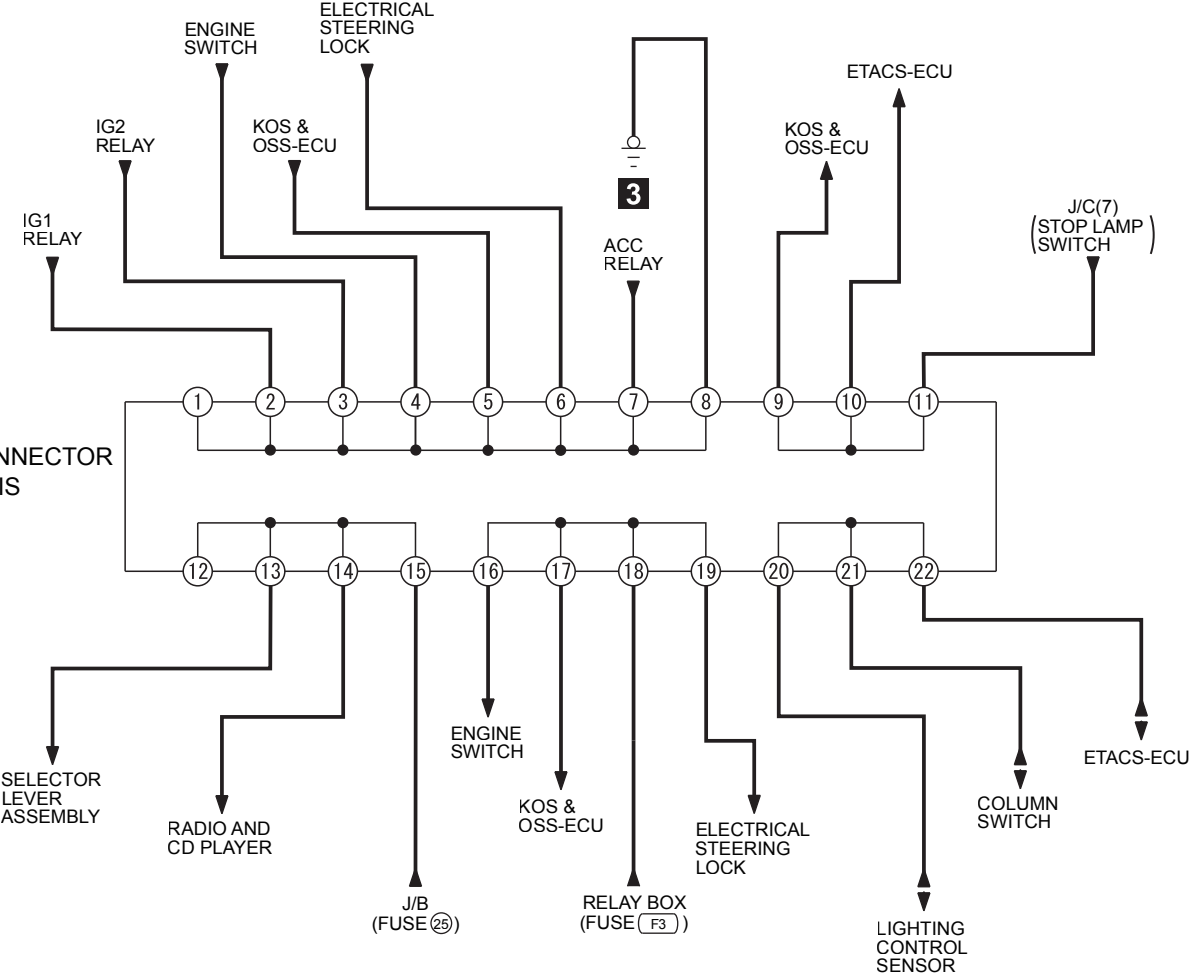 ELECTRICAL
STEERING
LOCK
ENGINE
SWITCH
ETACS-ECU
IG2
RELAY
KOS &
OSS-ECU
KOS &
OSS-ECU
3
J/C(7)
(STOP LAMP
SWITCH)
IG1
RELAY
ACC
RELAY
1 2 3 4 5 6 7 8 9 10 11
NNECTOR
IS
12 13 14 15 16 17 18 19 20 21 22
ENGINE
SWITCH
ETACS-ECU
SELECTOR
LEVER
ASSEMBLY
KOS &
OSS-ECU
COLUMN
SWITCH
RADIO AND
CD PLAYER
ELECTRICAL
STEERING
LOCK
J/B
(FUSE 25)
RELAY BOX
(FUSE F3)
LIGHTING
CONTROL
SENSOR